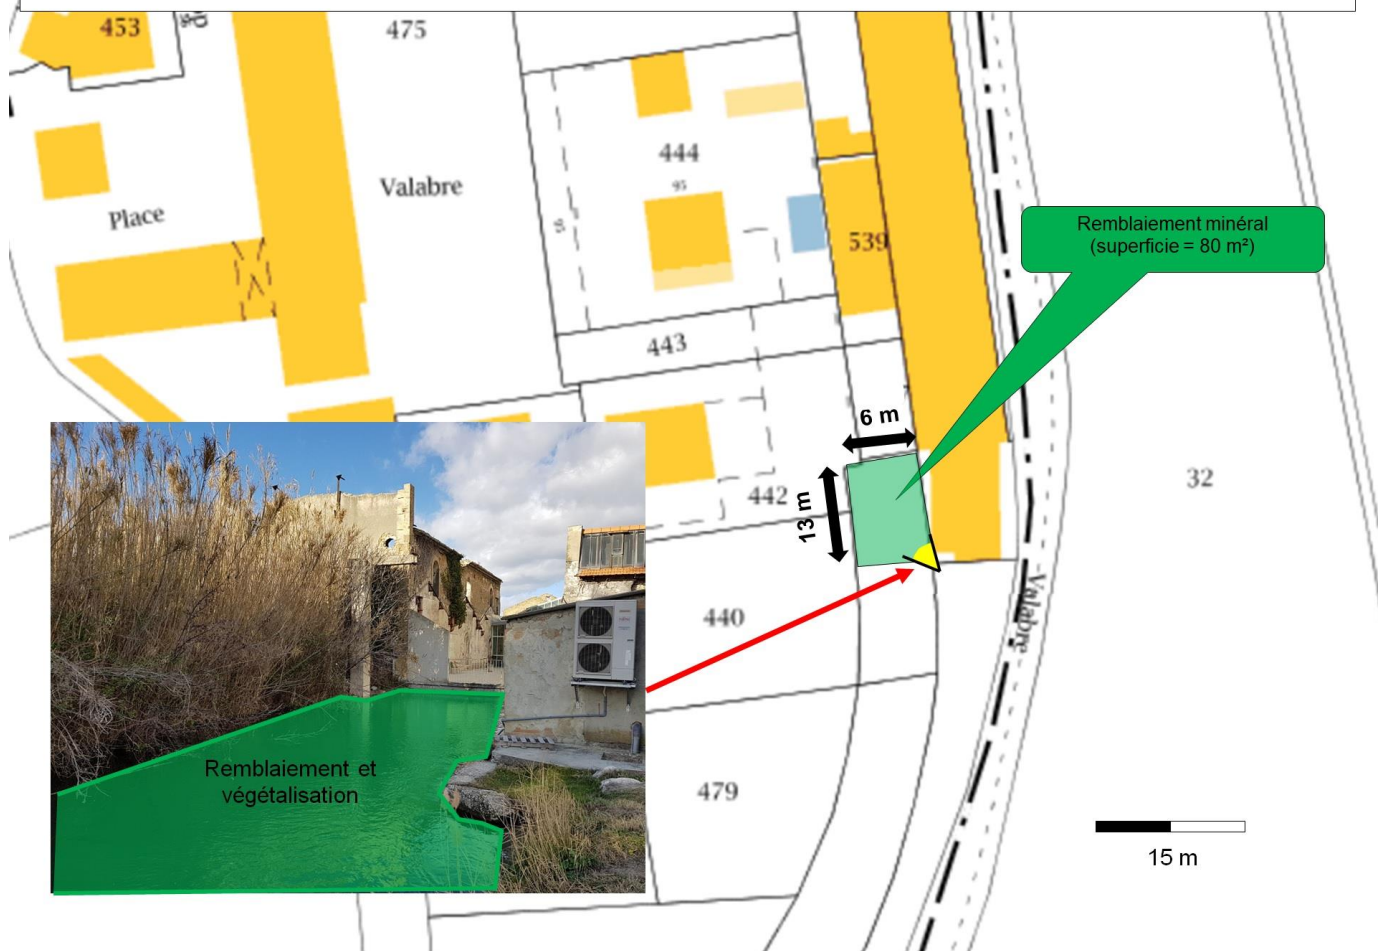 453
475
Valabre
Place
444
95
539
Remblaiement minéral
(superficie = 80 m²)
443
6 m
442
13 m
32
440
Valabre
Remblaiement et
végétalisation
479
15 m